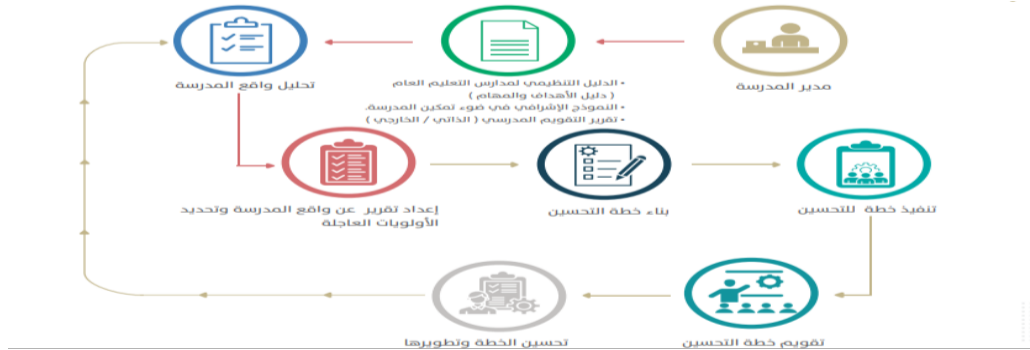 مدير المدرسة
• الدليل التنظيمي لمدارس التعليم العام
( دليل الأهداف والمهام )
• النموذج الإشرافي في ضوء تمكين المدرسة.
• تقرير التقويم المدرسي ( الذاتي / الخارجي )
تحليل واقع المدرسة
إعداد تقرير عن واقع المدرسة وتحديد
الأولويات العاجلة
بناء خطة التحسين
تنفيذ خطة للتحسين
تقويم خطة التحسين
تحسين الخطة وتطويرها